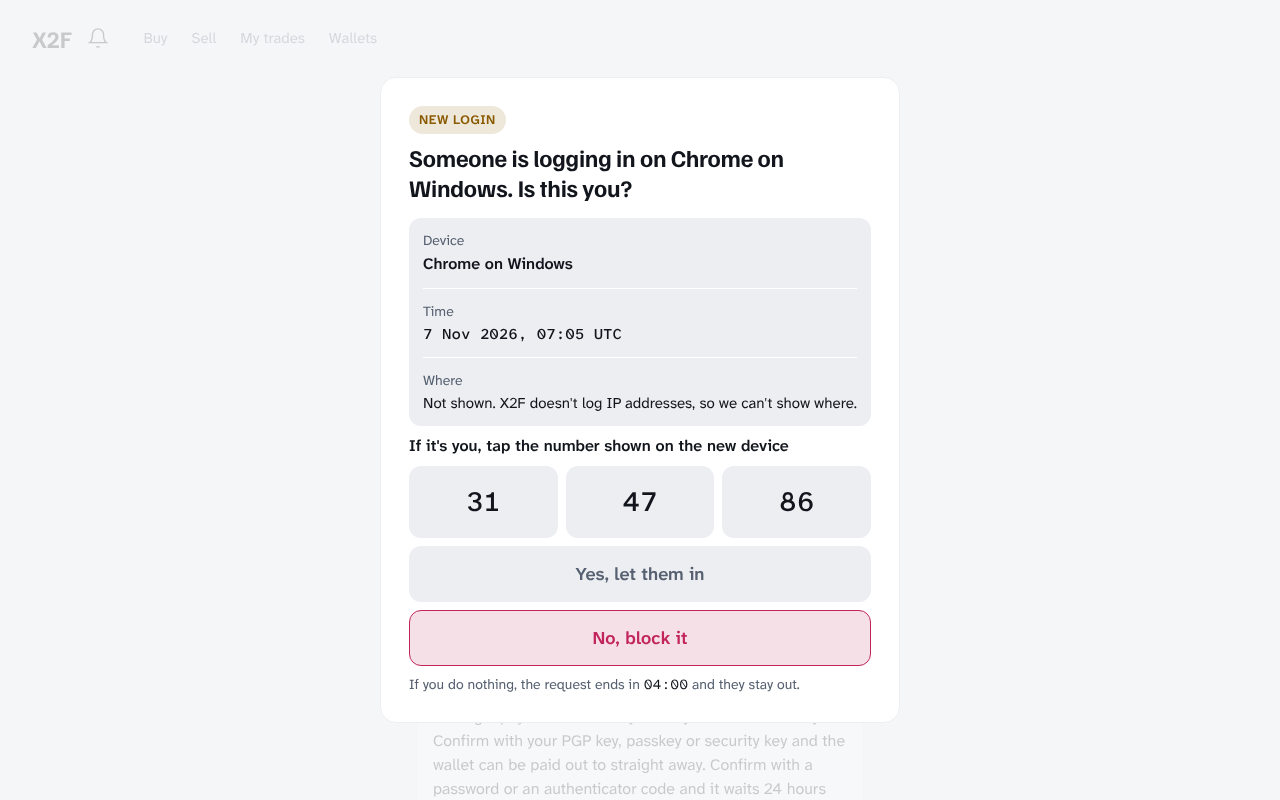 X2F
Buy
Sell
My trades
Wallets
NEW LOGIN
Someone is logging in on Chrome on
Windows. Is this you?
Device
Chrome on Windows
Time
7 Nov 2026, 07:05 UTC
Where
Not shown. X2F doesn't log IP addresses, so we can't show where.
If it's you, tap the number shown on the new device
31
47
86
Yes, let them in
No, block it
If you do nothing, the request ends in 04:00 and they stay out.
Confirm with your PGP key, passkey or security key and the
wallet can be paid out to straight away. Confirm with a
password or an authenticator code and it waits 24 hours